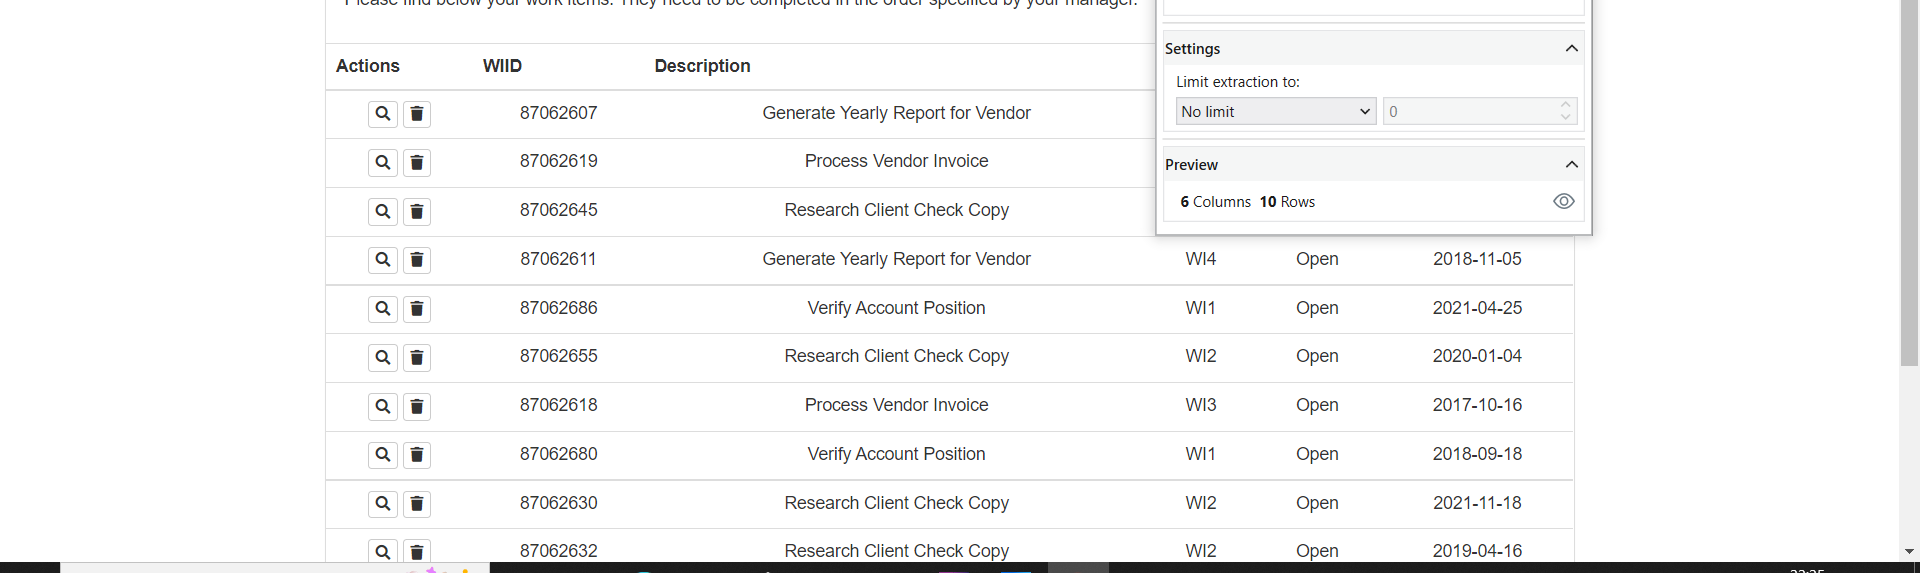 Please find below your work items. They need to be completed in the order specified by your manager.
Settings
Actions WIID Description
Limit extraction to:
No limit 0
87062607 Generate Yearly Report for Vendor
87062619 Process Vendor Invoice
Preview
6 Columns 10 Rows
87062645 Research Client Check Copy
87062611 Generate Yearly Report for Vendor WI4 Open 2018-11-05
87062686 Verify Account Position WI1 Open 2021-04-25
87062655 Research Client Check Copy WI2 Open 2020-01-04
87062618 Process Vendor Invoice WI3 Open 2017-10-16
87062680 Verify Account Position WI1 Open 2018-09-18
87062630 Research Client Check Copy WI2 Open 2021-11-18
87062632 Research Client Check Copy WI2 Open 2019-04-16